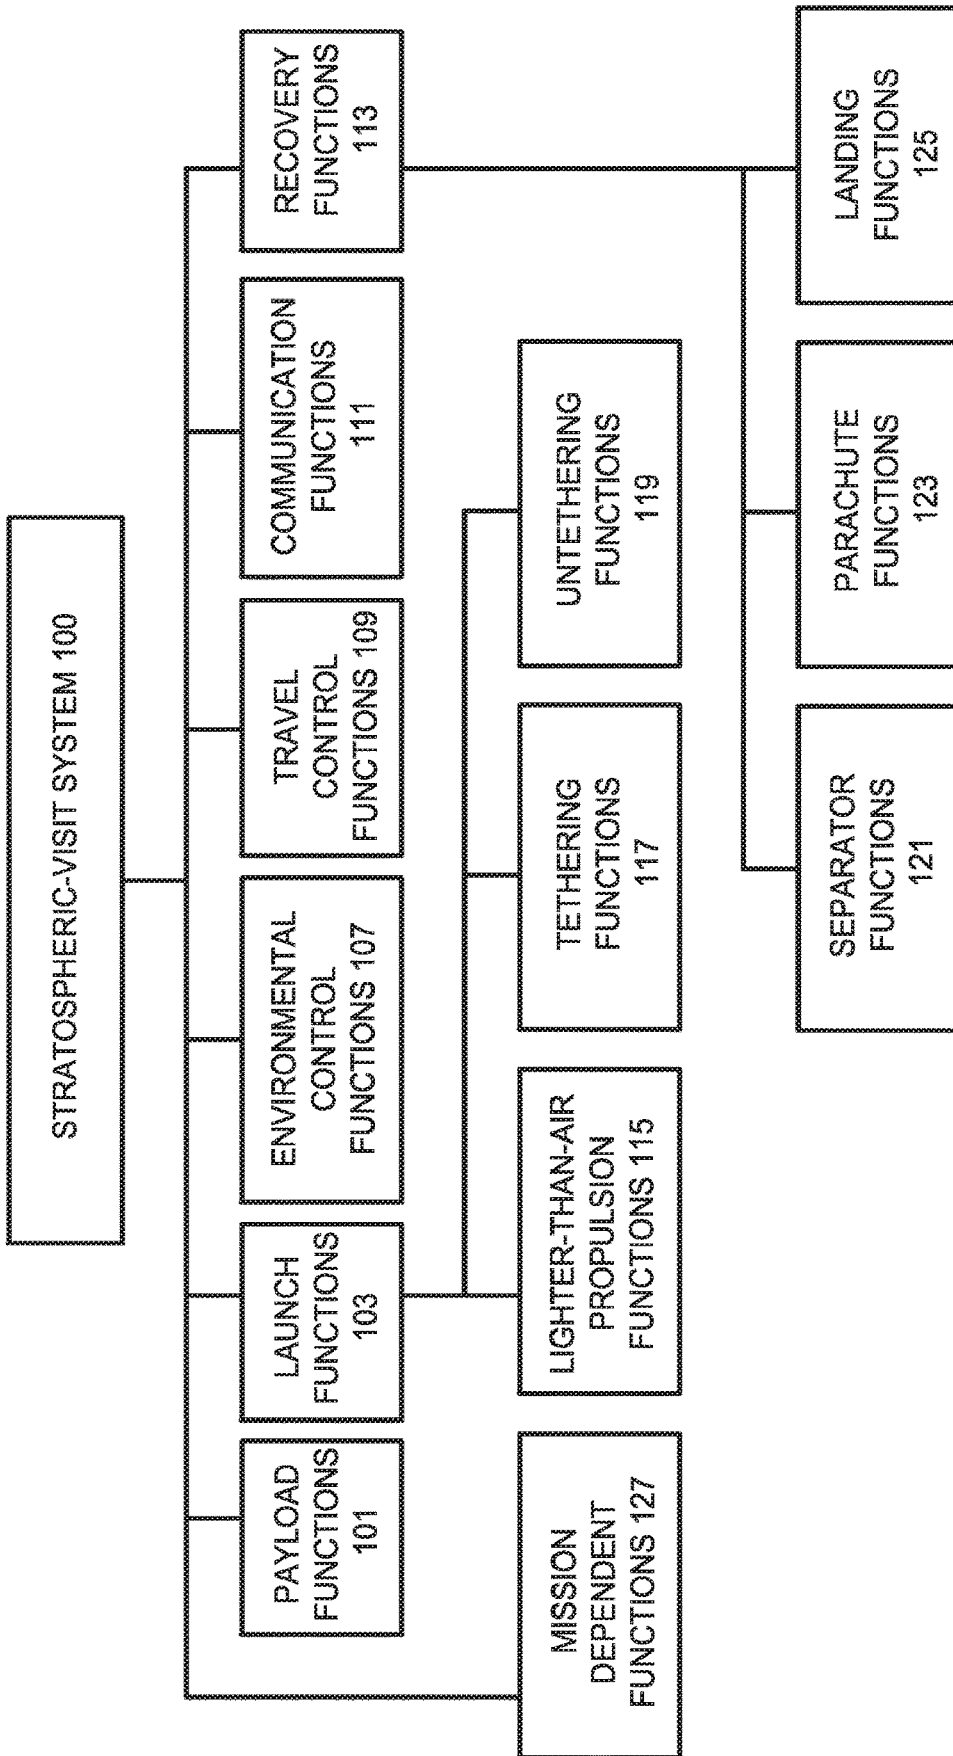 STRATOSPHERIC-VISIT SYSTEM 100
PAYLOAD
FUNCTIONS
101
LAUNCH
FUNCTIONS
103
ENVIRONMENTAL
CONTROL
FUNCTIONS 107
TRAVEL
CONTROL
FUNCTIONS 109
COMMUNICATION
FUNCTIONS
111
RECOVERY
FUNCTIONS
113
MISSION
DEPENDENT
FUNCTIONS 127
LIGHTER-THAN-AIR
PROPULSION
FUNCTIONS 115
TETHERING
FUNCTIONS
117
UNTETHERING
FUNCTIONS
119
SEPARATOR
FUNCTIONS
121
PARACHUTE
FUNCTIONS
123
LANDING
FUNCTIONS
125